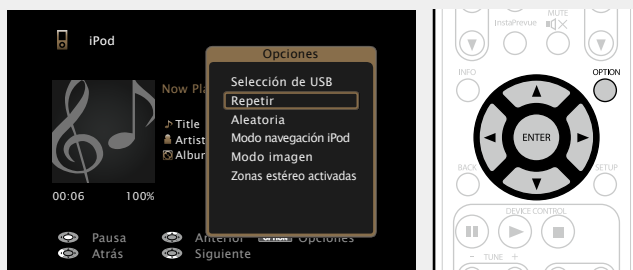 iPod
Opciones
Now Pla
Selección de USB
Repetir
Aleatoria
Modo navegación iPod
Modo imagen
Zonas estéreo activadas
Title
Artist
Albur
00:06 100%
Pausa Anterior Opciones
Atrás Siguiente
InstaPrevue MUTE
INFO OPTION
ENTER
BACK SETUP
DEVICE CONTROL
- TUNE +